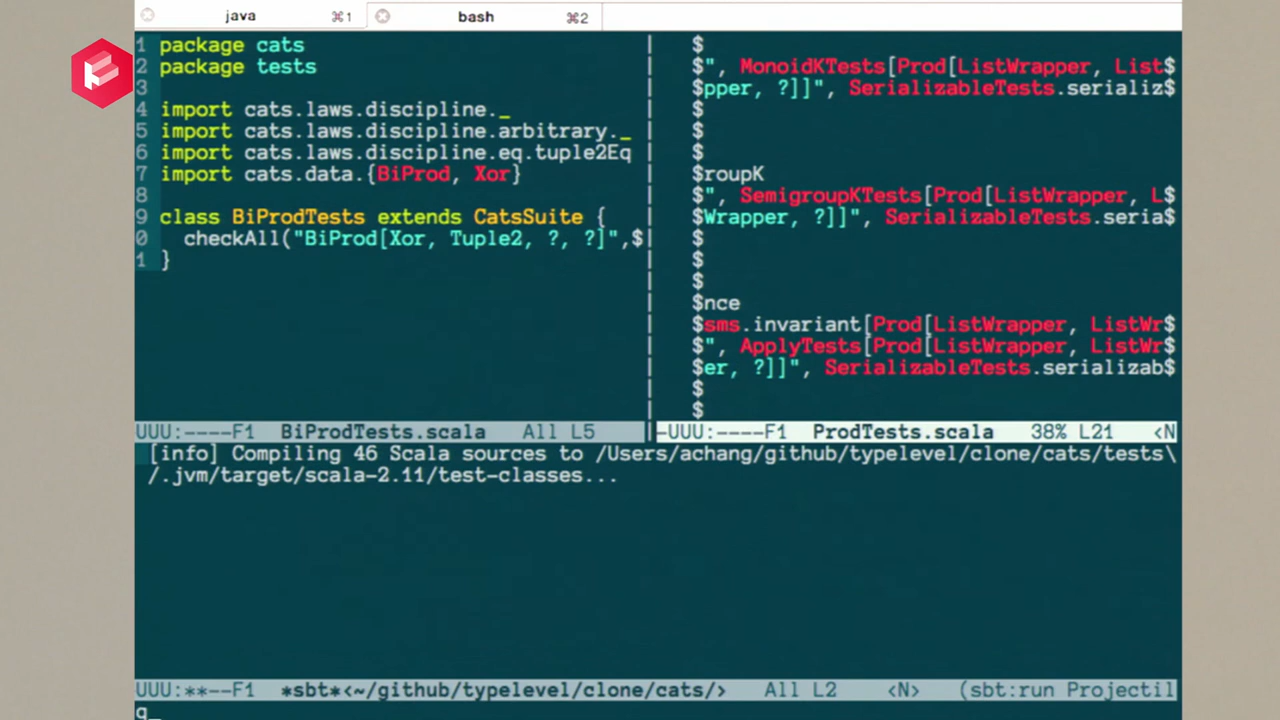 java ⌘1 bash ⌘2
1 package cats
2 package tests
3
4 import cats.laws.discipline._
5 import cats.laws.discipline.arbitrary._
6 import cats.laws.discipline.eq.tuple2Eq
7 import cats.data.{BiProd, Xor}
8
9 class BiProdTests extends CatsSuite {
0 checkAll("BiProd[Xor, Tuple2, ?, ?]",$
1 }
UUU:----F1 BiProdTests.scala All L5
$
$", MonoidKTests[Prod[ListWrapper, List$
$pper, ?]]", SerializableTests.serializ$
$
$
$
$roupK
$", SemigroupKTests[Prod[ListWrapper, L$
$Wrapper, ?]]", SerializableTests.seria$
$
$
$
$nce
$sms.invariant[Prod[ListWrapper, ListWr$
$", ApplyTests[Prod[ListWrapper, ListWr$
$er, ?]]", SerializableTests.serializab$
$
$
-UUU:----F1 ProdTests.scala 38% L21 <N
[info] Compiling 46 Scala sources to /Users/achang/github/typelevel/clone/cats/tests\
/.jvm/target/scala-2.11/test-classes...
UUU:**--F1 *sbt*<~/github/typelevel/clone/cats/> All L2 <N> (sbt:run Projectil